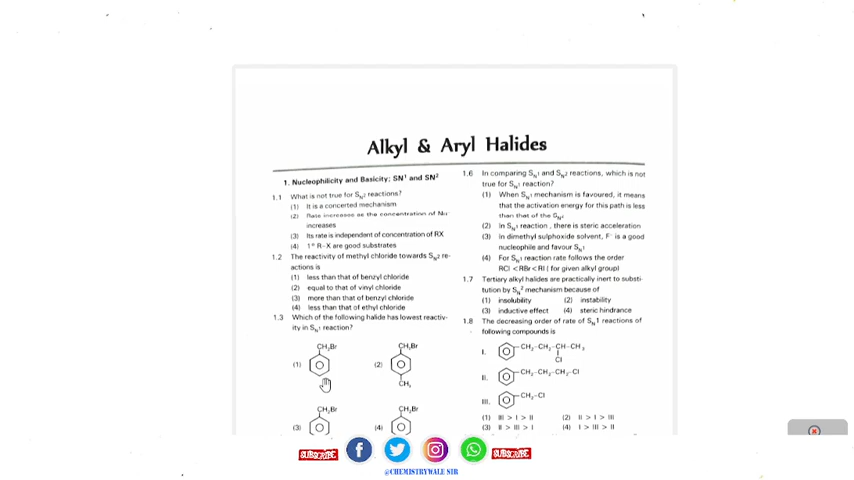 Alkyl & Aryl Halides
1. Nucleophilicity and Basicity; SN¹ and SN²
1.1 What is not true for SN² reactions?
(1) It is a concerted mechanism
(2) Rate increases as the concentration of Nu⁻
increases
(3) Its rate is independent of concentration of RX
(4) 1° R-X are good substrates
1.2 The reactivity of methyl chloride towards SN² re-
actions is
(1) less than that of benzyl chloride
(2) equal to that of vinyl chloride
(3) more than that of benzyl chloride
(4) less than that of ethyl chloride
1.3 Which of the following halide has lowest reactiv-
ity in SN¹ reaction?
(1) CH₂Br
(2) CH₂Br
CH₃
(3) CH₂Br
(4) CH₂Br
1.6 In comparing SN¹ and SN² reactions, which is not
true for SN¹ reaction?
(1) When SN¹ mechanism is favoured, it means
that the activation energy for this path is less
than that of the SN²
(2) In SN¹ reaction , there is steric acceleration
(3) In dimethyl sulphoxide solvent, F⁻ is a good
nucleophile and favour SN¹
(4) For SN¹ reaction rate follows the order
RCl < RBr < RI ( for given alkyl group)
1.7 Tertiary alkyl halides are practically inert to substi-
tution by SN² mechanism because of
(1) insolubility (2) instability
(3) inductive effect (4) steric hindrance
1.8 The decreasing order of rate of SN1 reactions of
following compounds is
I. CH₂-CH₂-CH-CH₃
Cl
II. CH₂-CH₂-CH₂-Cl
III. CH₂-Cl
(1) III > I > II (2) II > I > III
(3) II > III > I (4) I > III > II
SUBSCRIBE SUBSCRIBE
@CHEMISTRYWALE SIR